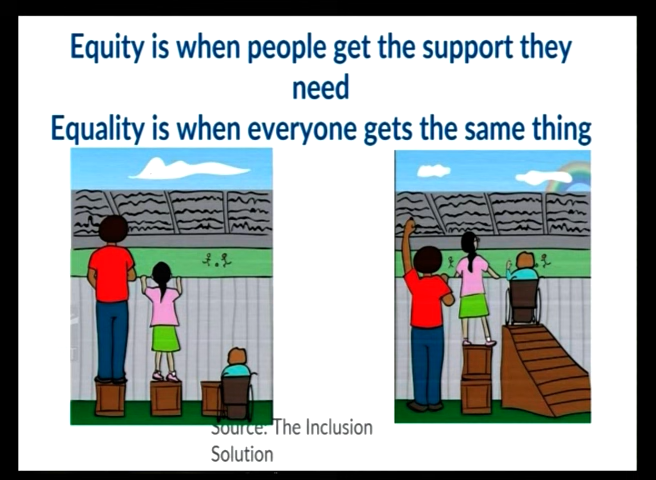 Equity is when people get the support they
need
Equality is when everyone gets the same thing
Source: The Inclusion
Solution